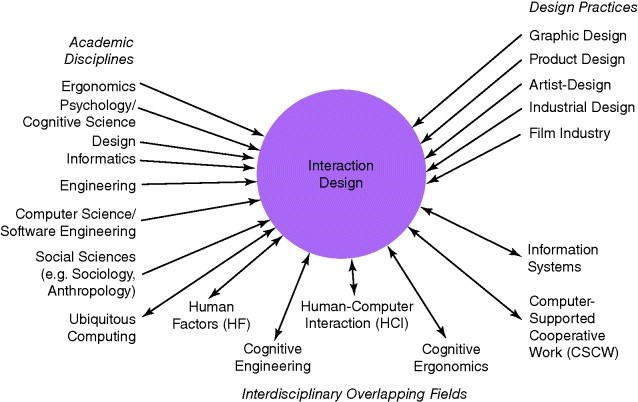 Academic
Disciplines
Ergonomics
Psychology/
Cognitive Science
Design
Informatics
Engineering
Computer Science/
Software Engineering
Social Sciences
(e.g. Sociology,
Anthropology)
Ubiquitous
Computing
Design Practices
Graphic Design
Product Design
Artist-Design
Industrial Design
Film Industry
Interaction
Design
Human
Factors (HF)
Cognitive
Engineering
Human-Computer
Interaction (HCI)
Cognitive
Ergonomics
Information
Systems
Computer-
Supported
Cooperative
Work (CSCW)
Interdisciplinary Overlapping Fields